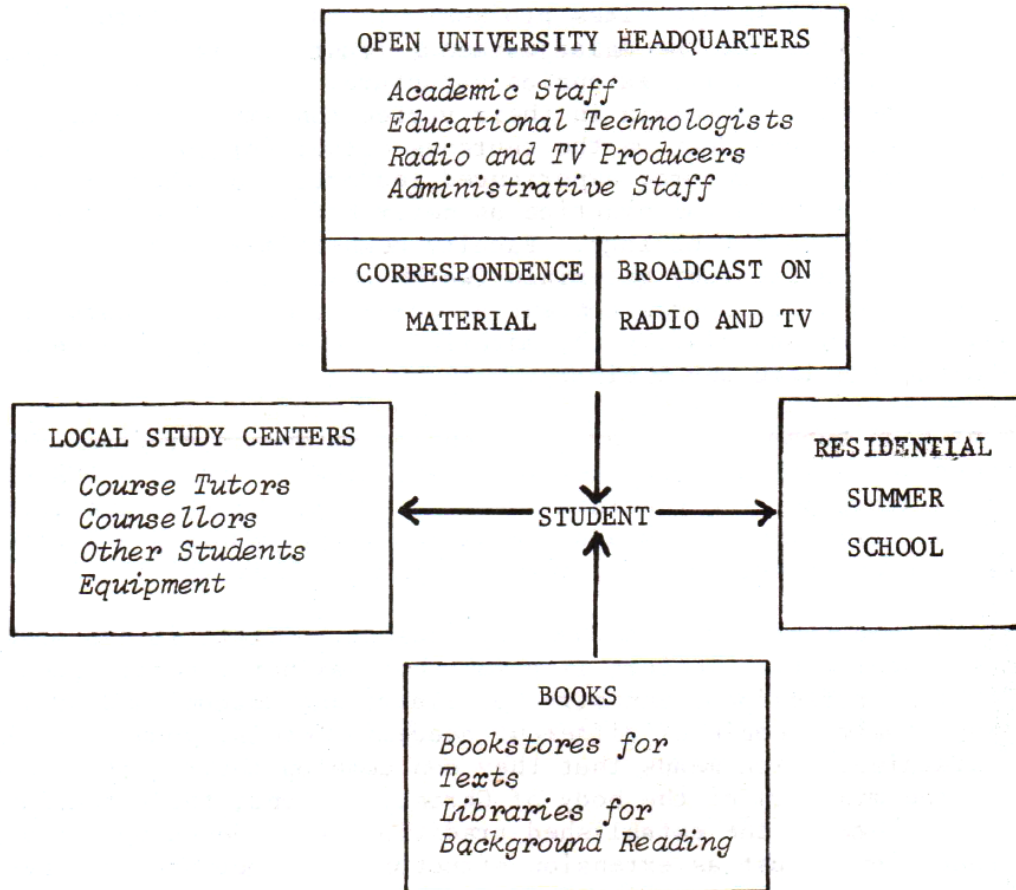 OPEN UNIVERSITY HEADQUARTERS
Academic Staff
Educational Technologists
Radio and TV Producers
Administrative Staff
CORRESPONDENCE
MATERIAL
BROADCAST ON
RADIO AND TV
LOCAL STUDY CENTERS
Course Tutors
Counsellors
Other Students
Equipment
STUDENT
RESIDENTIAL
SUMMER
SCHOOL
BOOKS
Bookstores for
Texts
Libraries for
Background Reading